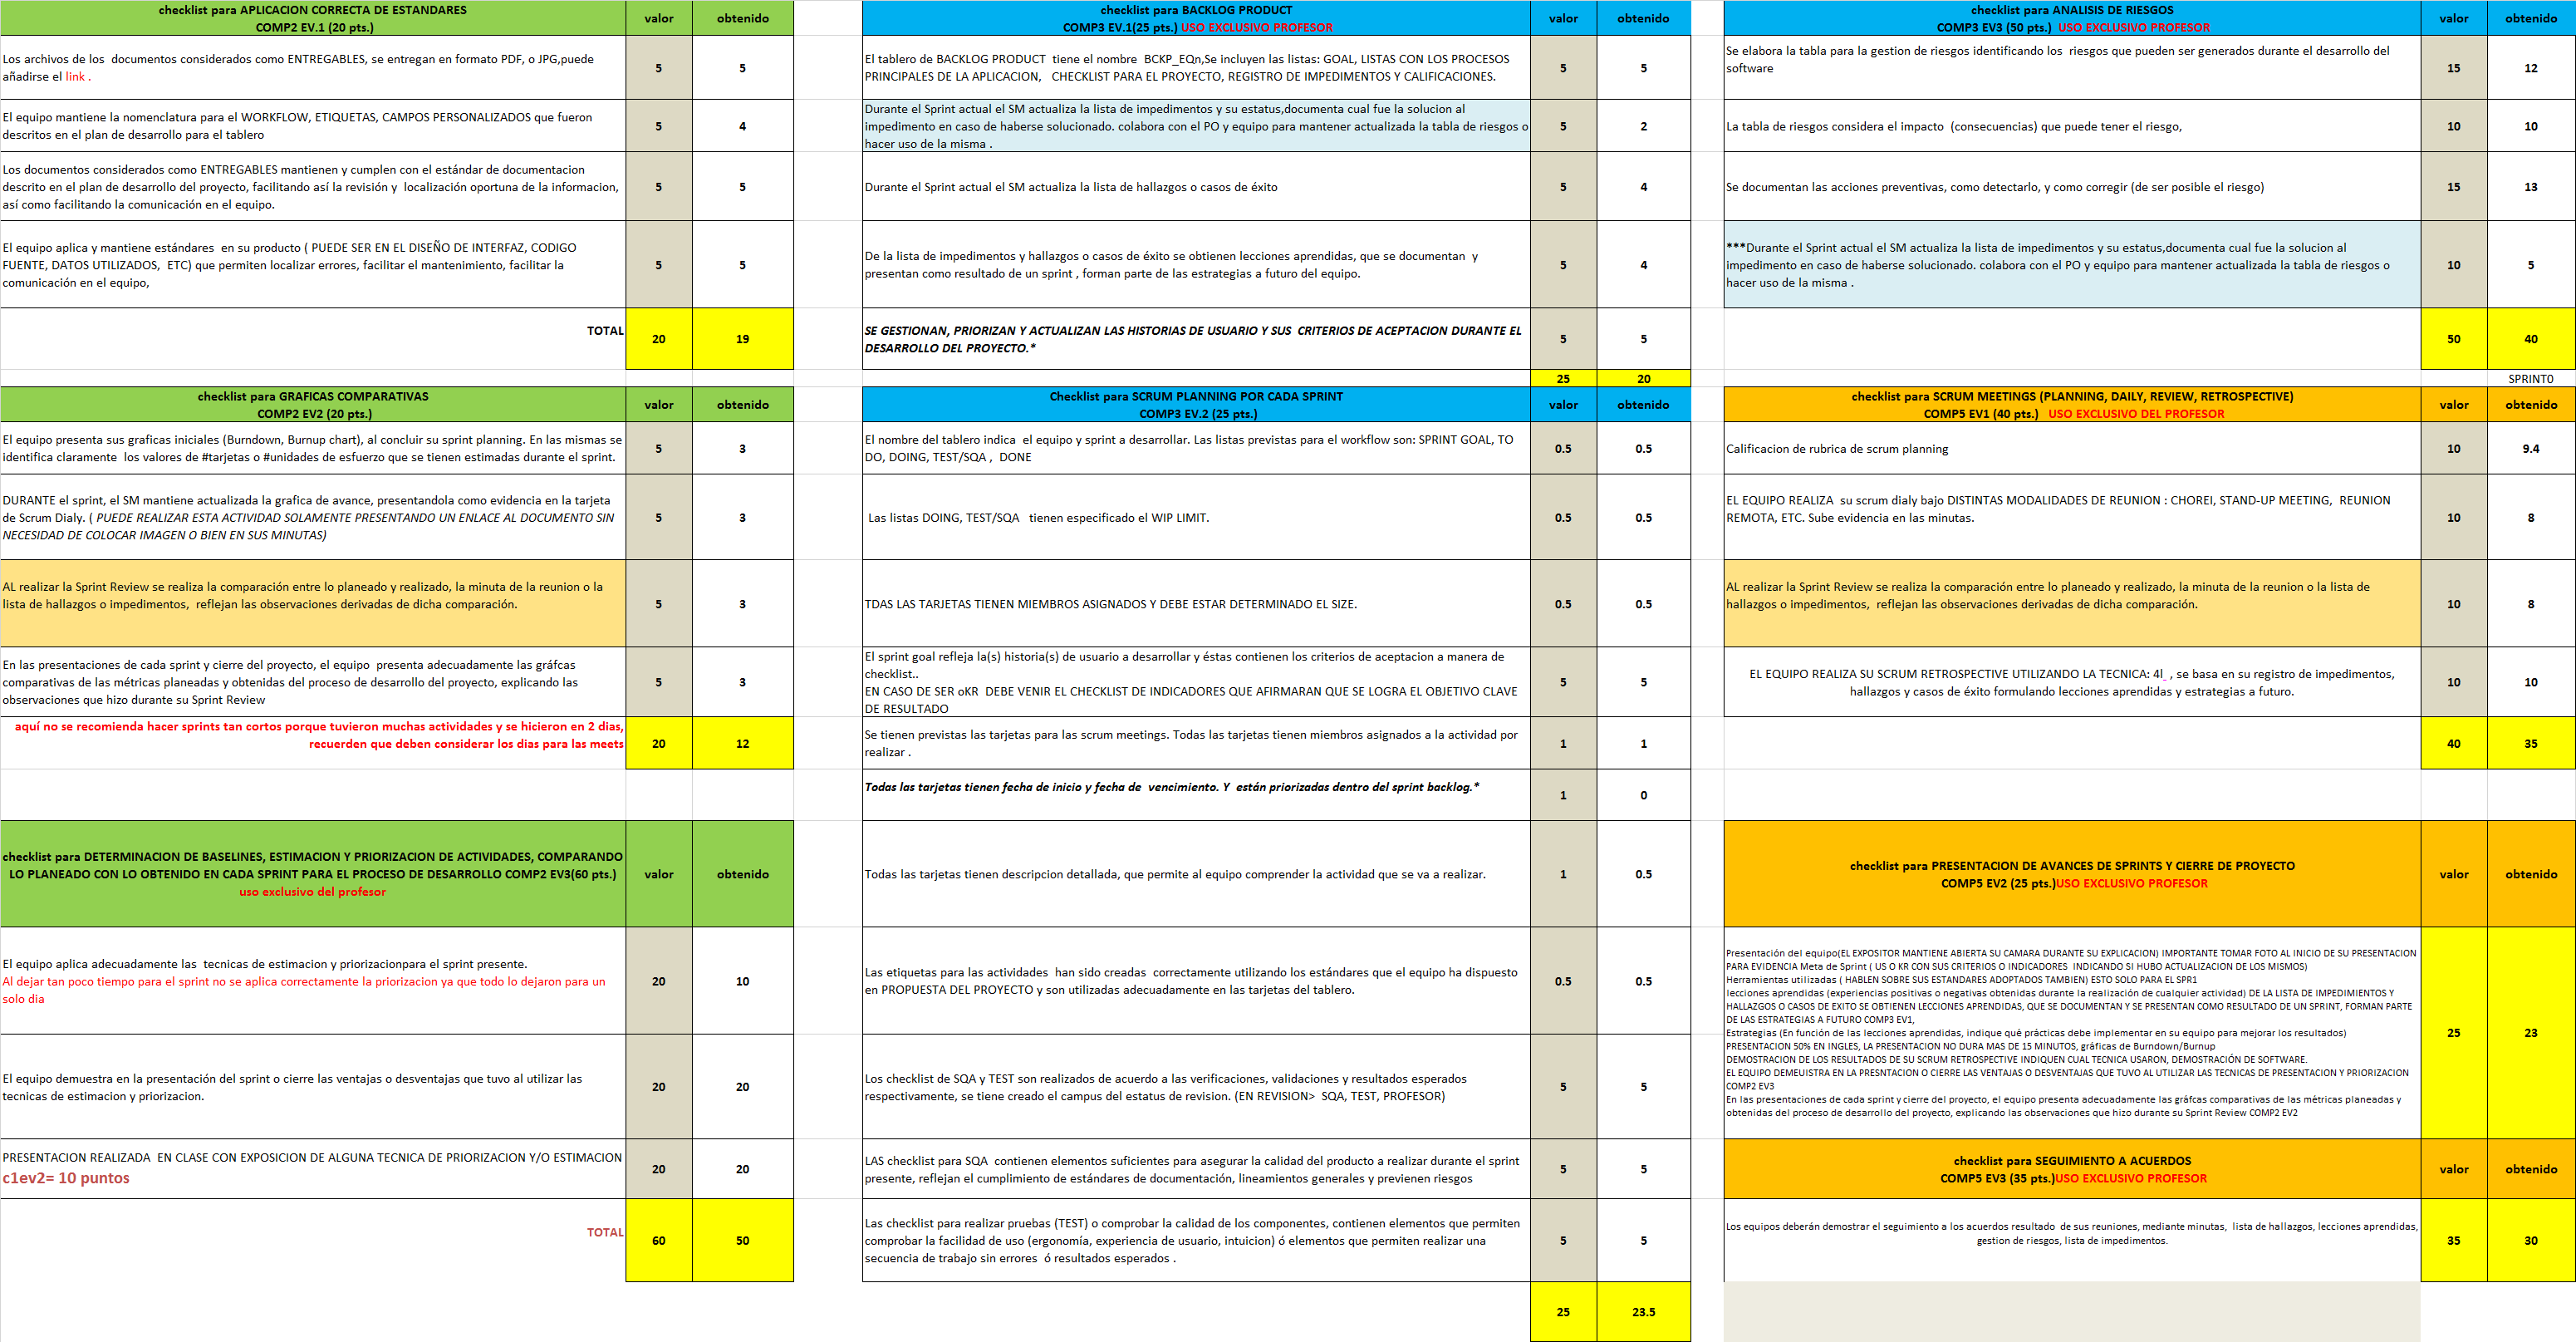 checklist para APLICACION CORRECTA DE ESTANDARES
COMP2 EV.1 (20 pts.)
valor
obtenido
Los archivos de los documentos considerados como ENTREGABLES, se entregan en formato PDF, o JPG,puede
añadirse el link .
5
5
El equipo mantiene la nomenclatura para el WORKFLOW, ETIQUETAS, CAMPOS PERSONALIZADOS que fueron
descritos en el plan de desarrollo para el tablero
5
4
Los documentos considerados como ENTREGABLES mantienen y cumplen con el estándar de documentacion
descrito en el plan de desarrollo del proyecto, facilitando así la revisión y localización oportuna de la informacion,
así como facilitando la comunicación en el equipo.
5
5
El equipo aplica y mantiene estándares en su producto ( PUEDE SER EN EL DISEÑO DE INTERFAZ, CODIGO
FUENTE, DATOS UTILIZADOS, ETC) que permiten localizar errores, facilitar el mantenimiento, facilitar la
comunicación en el equipo,
5
5
TOTAL
20
19
checklist para GRAFICAS COMPARATIVAS
COMP2 EV2 (20 pts.)
valor
obtenido
El equipo presenta sus graficas iniciales (Burndown, Burnup chart), al concluir su sprint planning. En las mismas se
identifica claramente los valores de #tarjetas o #unidades de esfuerzo que se tienen estimadas durante el sprint.
5
3
DURANTE el sprint, el SM mantiene actualizada la grafica de avance, presentandola como evidencia en la tarjeta
de Scrum Dialy. ( PUEDE REALIZAR ESTA ACTIVIDAD SOLAMENTE PRESENTANDO UN ENLACE AL DOCUMENTO SIN
NECESIDAD DE COLOCAR IMAGEN O BIEN EN SUS MINUTAS)
5
3
AL realizar la Sprint Review se realiza la comparación entre lo planeado y realizado, la minuta de la reunion o la
lista de hallazgos o impedimentos, reflejan las observaciones derivadas de dicha comparación.
5
3
En las presentaciones de cada sprint y cierre del proyecto, el equipo presenta adecuadamente las gráfcas
comparativas de las métricas planeadas y obtenidas del proceso de desarrollo del proyecto, explicando las
observaciones que hizo durante su Sprint Review
5
3
aquí no se recomienda hacer sprints tan cortos porque tuvieron muchas actividades y se hicieron en 2 dias,
recuerden que deben considerar los dias para las meets
20
12
checklist para DETERMINACION DE BASELINES, ESTIMACION Y PRIORIZACION DE ACTIVIDADES, COMPARANDO
LO PLANEADO CON LO OBTENIDO EN CADA SPRINT PARA EL PROCESO DE DESARROLLO COMP2 EV3(60 pts.)
uso exclusivo del profesor
valor
obtenido
El equipo aplica adecuadamente las tecnicas de estimacion y priorizacionpara el sprint presente.
Al dejar tan poco tiempo para el sprint no se aplica correctamente la priorizacion ya que todo lo dejaron para un
solo dia
20
10
El equipo demuestra en la presentación del sprint o cierre las ventajas o desventajas que tuvo al utilizar las
tecnicas de estimacion y priorizacion.
20
20
PRESENTACION REALIZADA EN CLASE CON EXPOSICION DE ALGUNA TECNICA DE PRIORIZACION Y/O ESTIMACION
c1ev2= 10 puntos
20
20
TOTAL
60
50
checklist para BACKLOG PRODUCT
COMP3 EV.1(25 pts.) USO EXCLUSIVO PROFESOR
valor
obtenido
El tablero de BACKLOG PRODUCT tiene el nombre BCKP_EQn,Se incluyen las listas: GOAL, LISTAS CON LOS PROCESOS
PRINCIPALES DE LA APLICACION, CHECKLIST PARA EL PROYECTO, REGISTRO DE IMPEDIMENTOS Y CALIFICACIONES.
5
5
Durante el Sprint actual el SM actualiza la lista de impedimentos y su estatus,documenta cual fue la solucion al
impedimento en caso de haberse solucionado. colabora con el PO y equipo para mantener actualizada la tabla de riesgos o
hacer uso de la misma .
5
2
Durante el Sprint actual el SM actualiza la lista de hallazgos o casos de éxito
5
4
De la lista de impedimentos y hallazgos o casos de éxito se obtienen lecciones aprendidas, que se documentan y
presentan como resultado de un sprint , forman parte de las estrategias a futuro del equipo.
5
4
SE GESTIONAN, PRIORIZAN Y ACTUALIZAN LAS HISTORIAS DE USUARIO Y SUS CRITERIOS DE ACEPTACION DURANTE EL
DESARROLLO DEL PROYECTO.*
5
5
25
20
Checklist para SCRUM PLANNING POR CADA SPRINT
COMP3 EV.2 (25 pts.)
valor
obtenido
El nombre del tablero indica el equipo y sprint a desarrollar. Las listas previstas para el workflow son: SPRINT GOAL, TO
DO, DOING, TEST/SQA , DONE
0.5
0.5
Las listas DOING, TEST/SQA tienen especificado el WIP LIMIT.
0.5
0.5
TDAS LAS TARJETAS TIENEN MIEMBROS ASIGNADOS Y DEBE ESTAR DETERMINADO EL SIZE.
0.5
0.5
El sprint goal refleja la(s) historia(s) de usuario a desarrollar y éstas contienen los criterios de aceptacion a manera de
checklist..
EN CASO DE SER oKR DEBE VENIR EL CHECKLIST DE INDICADORES QUE AFIRMARAN QUE SE LOGRA EL OBJETIVO CLAVE
DE RESULTADO
5
5
Se tienen previstas las tarjetas para las scrum meetings. Todas las tarjetas tienen miembros asignados a la actividad por
realizar .
1
1
Todas las tarjetas tienen fecha de inicio y fecha de vencimiento. Y están priorizadas dentro del sprint backlog.*
1
0
Todas las tarjetas tienen descripcion detallada, que permite al equipo comprender la actividad que se va a realizar.
1
0.5
Las etiquetas para las actividades han sido creadas correctamente utilizando los estándares que el equipo ha dispuesto
en PROPUESTA DEL PROYECTO y son utilizadas adecuadamente en las tarjetas del tablero.
0.5
0.5
Los checklist de SQA y TEST son realizados de acuerdo a las verificaciones, validaciones y resultados esperados
respectivamente, se tiene creado el campus del estatus de revision. (EN REVISION> SQA, TEST, PROFESOR)
5
5
LAS checklist para SQA contienen elementos suficientes para asegurar la calidad del producto a realizar durante el sprint
presente, reflejan el cumplimiento de estándares de documentación, lineamientos generales y previenen riesgos
5
5
Las checklist para realizar pruebas (TEST) o comprobar la calidad de los componentes, contienen elementos que permiten
comprobar la facilidad de uso (ergonomía, experiencia de usuario, intuicion) ó elementos que permiten realizar una
secuencia de trabajo sin errores ó resultados esperados .
5
5
25
23.5
checklist para ANALISIS DE RIESGOS
COMP3 EV3 (50 pts.) USO EXCLUSIVO PROFESOR
valor
obtenido
Se elabora la tabla para la gestion de riesgos identificando los riesgos que pueden ser generados durante el desarrollo del
software
15
12
La tabla de riesgos considera el impacto (consecuencias) que puede tener el riesgo,
10
10
Se documentan las acciones preventivas, como detectarlo, y como corregir (de ser posible el riesgo)
15
13
***Durante el Sprint actual el SM actualiza la lista de impedimentos y su estatus,documenta cual fue la solucion al
impedimento en caso de haberse solucionado. colabora con el PO y equipo para mantener actualizada la tabla de riesgos o
hacer uso de la misma .
10
5
50
40
SPRINT0
checklist para SCRUM MEETINGS (PLANNING, DAILY, REVIEW, RETROSPECTIVE)
COMP5 EV1 (40 pts.) USO EXCLUSIVO DEL PROFESOR
valor
obtenido
Calificacion de rubrica de scrum planning
10
9.4
EL EQUIPO REALIZA su scrum dialy bajo DISTINTAS MODALIDADES DE REUNION : CHOREI, STAND-UP MEETING, REUNION
REMOTA, ETC. Sube evidencia en las minutas.
10
8
AL realizar la Sprint Review se realiza la comparación entre lo planeado y realizado, la minuta de la reunion o la lista de
hallazgos o impedimentos, reflejan las observaciones derivadas de dicha comparación.
10
8
EL EQUIPO REALIZA SU SCRUM RETROSPECTIVE UTILIZANDO LA TECNICA: 4l_ , se basa en su registro de impedimentos,
hallazgos y casos de éxito formulando lecciones aprendidas y estrategias a futuro.
10
10
40
35
checklist para PRESENTACION DE AVANCES DE SPRINTS Y CIERRE DE PROYECTO
COMP5 EV2 (25 pts.)USO EXCLUSIVO PROFESOR
valor
obtenido
Presentación del equipo(EL EXPOSITOR MANTIENE ABIERTA SU CAMARA DURANTE SU EXPLICACION) IMPORTANTE TOMAR FOTO AL INICIO DE SU PRESENTACION
PARA EVIDENCIA Meta de Sprint ( US O KR CON SUS CRITERIOS O INDICADORES INDICANDO SI HUBO ACTUALIZACION DE LOS MISMOS)
Herramientas utilizadas ( HABLEN SOBRE SUS ESTANDARES ADOPTADOS TAMBIEN) ESTO SOLO PARA EL SPR1
lecciones aprendidas (experiencias positivas o negativas obtenidas durante la realización de cualquier actividad) DE LA LISTA DE IMPEDIMIENTOS Y
HALLAZGOS O CASOS DE EXITO SE OBTIENEN LECCIONES APRENDIDAS, QUE SE DOCUMENTAN Y SE PRESENTAN COMO RESULTADO DE UN SPRINT, FORMAN PARTE
DE LAS ESTRATEGIAS A FUTURO COMP3 EV1,
Estrategias (En función de las lecciones aprendidas, indique qué prácticas debe implementar en su equipo para mejorar los resultados)
PRESENTACION 50% EN INGLES, LA PRESENTACION NO DURA MAS DE 15 MINUTOS, gráficas de Burndown/Burnup
DEMOSTRACION DE LOS RESULTADOS DE SU SCRUM RETROSPECTIVE INDIQUEN CUAL TECNICA USARON, DEMOSTRACIÓN DE SOFTWARE.
EL EQUIPO DEMEUISTRA EN LA PRESNTACION O CIERRE LAS VENTAJAS O DESVENTAJAS QUE TUVO AL UTILIZAR LAS TECNICAS DE PRESENTACION Y PRIORIZACION
COMP2 EV3
En las presentaciones de cada sprint y cierre del proyecto, el equipo presenta adecuadamente las gráfcas comparativas de las métricas planeadas y
obtenidas del proceso de desarrollo del proyecto, explicando las observaciones que hizo durante su Sprint Review COMP2 EV2
25
23
checklist para SEGUIMIENTO A ACUERDOS
COMP5 EV3 (35 pts.)USO EXCLUSIVO PROFESOR
valor
obtenido
Los equipos deberán demostrar el seguimiento a los acuerdos resultado de sus reuniones, mediante minutas, lista de hallazgos, lecciones aprendidas,
gestion de riesgos, lista de impedimentos.
35
30